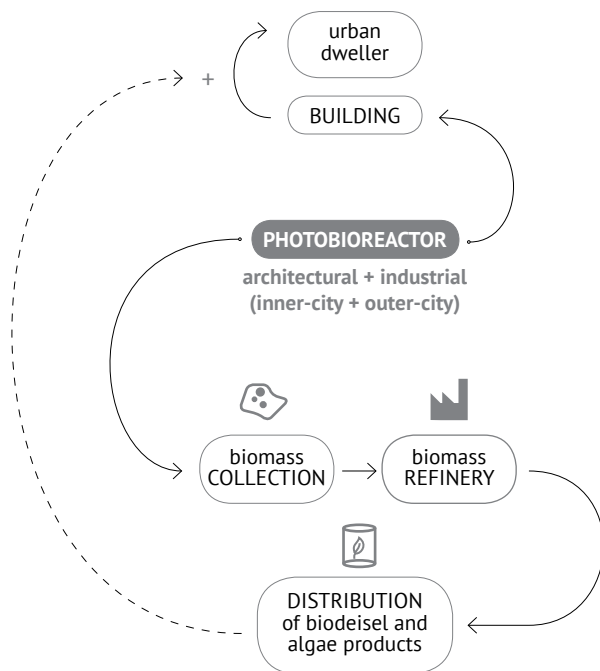 urban
dweller
+
BUILDING
PHOTOBIOREACTOR
architectural + industrial
(inner-city + outer-city)
biomass
COLLECTION
biomass
REFINERY
DISTRIBUTION
of biodeisel and
algae products